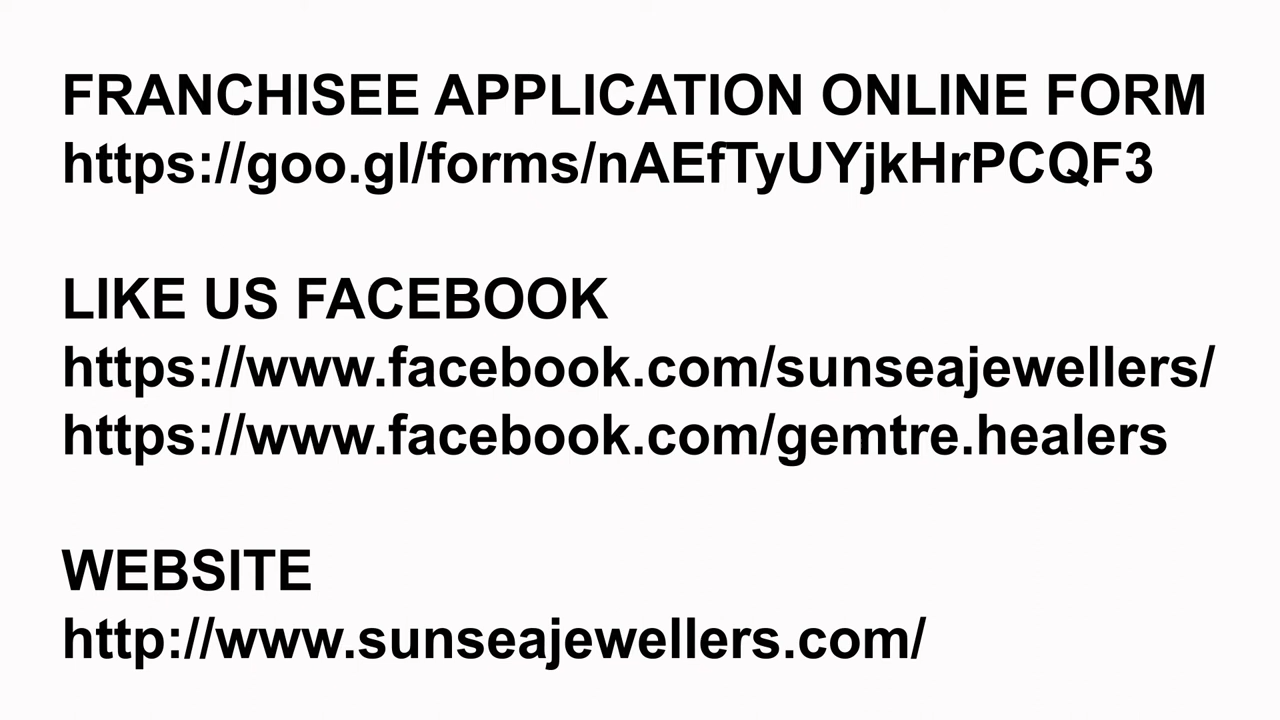 FRANCHISEE APPLICATION ONLINE FORM
https://goo.gl/forms/nAEfTyUYjkHrPCQF3
LIKE US FACEBOOK
https://www.facebook.com/sunseajewellers/
https://www.facebook.com/gemtre.healers
WEBSITE
http://www.sunseajewellers.com/